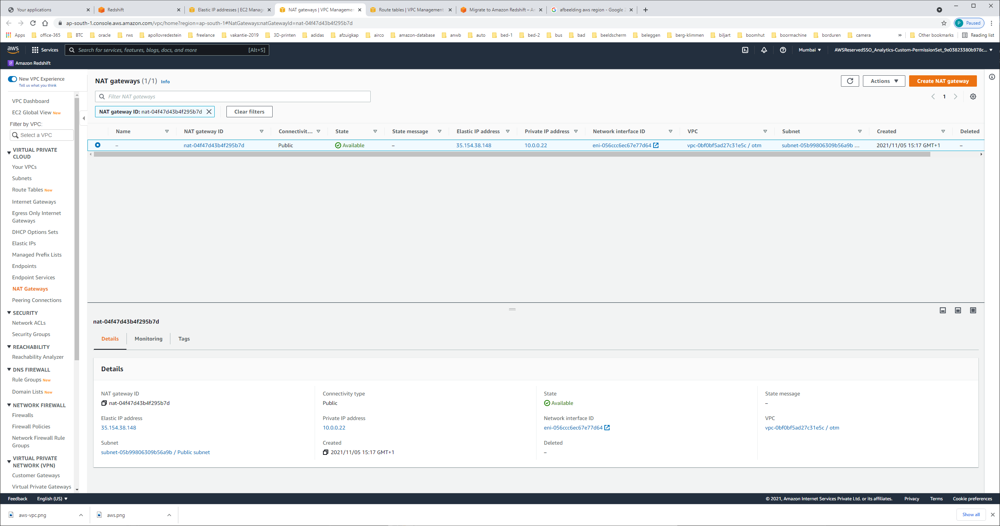 Your applications
Redshift
Elastic IP addresses | EC2 Manage
NAT gateways | VPC Managemen
Route tables | VPC Management
Migrate to Amazon Redshift – Am
afbeelding aws region - Google
ap-south-1.console.aws.amazon.com/vpc/home?region=ap-south-1#NatGateways:natGatewayId=nat-04f47d43b4f295b7d
P Paused
Apps office-365 BTC oracle rws apollovredestein freelance vakantie-2019 3D-printen adidas afzuigkap airco amazon-database anwb auto bed-1 bed-2 bus bad beeldscherm beleggen berg-klimmen biljart boomhut boormachine borduren camera » Other bookmarks Reading list
aws Services Search for services, features, blogs, docs, and more [Alt+S] Mumbai AWSReservedSSO_Analytics-Custom-PermissionSet_9e03823380b978c...
Amazon Redshift
New VPC Experience
Tell us what you think
VPC Dashboard
EC2 Global View New
Filter by VPC:
Select a VPC
VIRTUAL PRIVATE
CLOUD
Your VPCs
Subnets
Route Tables New
Internet Gateways
Egress Only Internet
Gateways
DHCP Options Sets
Elastic IPs
Managed Prefix Lists
Endpoints
Endpoint Services
NAT Gateways
Peering Connections
SECURITY
Network ACLs
Security Groups
REACHABILITY
Reachability Analyzer
DNS FIREWALL
Rule Groups New
Domain Lists New
NETWORK FIREWALL
Firewalls
Firewall Policies
Network Firewall Rule
Groups
VIRTUAL PRIVATE
NETWORK (VPN)
Customer Gateways
Virtual Private Gateways
NAT gateways (1/1) Info
Actions
Create NAT gateway
Filter NAT gateways
1
NAT gateway ID: nat-04f47d43b4f295b7d
Clear filters
Name NAT gateway ID Connectivit... State State message Elastic IP address Private IP address Network interface ID VPC Subnet Created Deleted
– nat-04f47d43b4f295b7d Public Available – 35.154.38.148 10.0.0.22 eni-056ccc6ec67e77d64 vpc-0bf0bf5ad27c31e5c / otm subnet-05b99806309b56a9b ... 2021/11/05 15:17 GMT+1 –
nat-04f47d43b4f295b7d
Details Monitoring Tags
Details
NAT gateway ID Connectivity type State State message
nat-04f47d43b4f295b7d Public Available –
Elastic IP address Private IP address Network interface ID VPC
35.154.38.148 10.0.0.22 eni-056ccc6ec67e77d64 vpc-0bf0bf5ad27c31e5c / otm
Subnet Created Deleted
subnet-05b99806309b56a9b / Public subnet 2021/11/05 15:17 GMT+1 –
Feedback English (US) © 2021, Amazon Internet Services Private Ltd. or its affiliates. Privacy Terms Cookie preferences
aws-vpc.png aws.png Show all